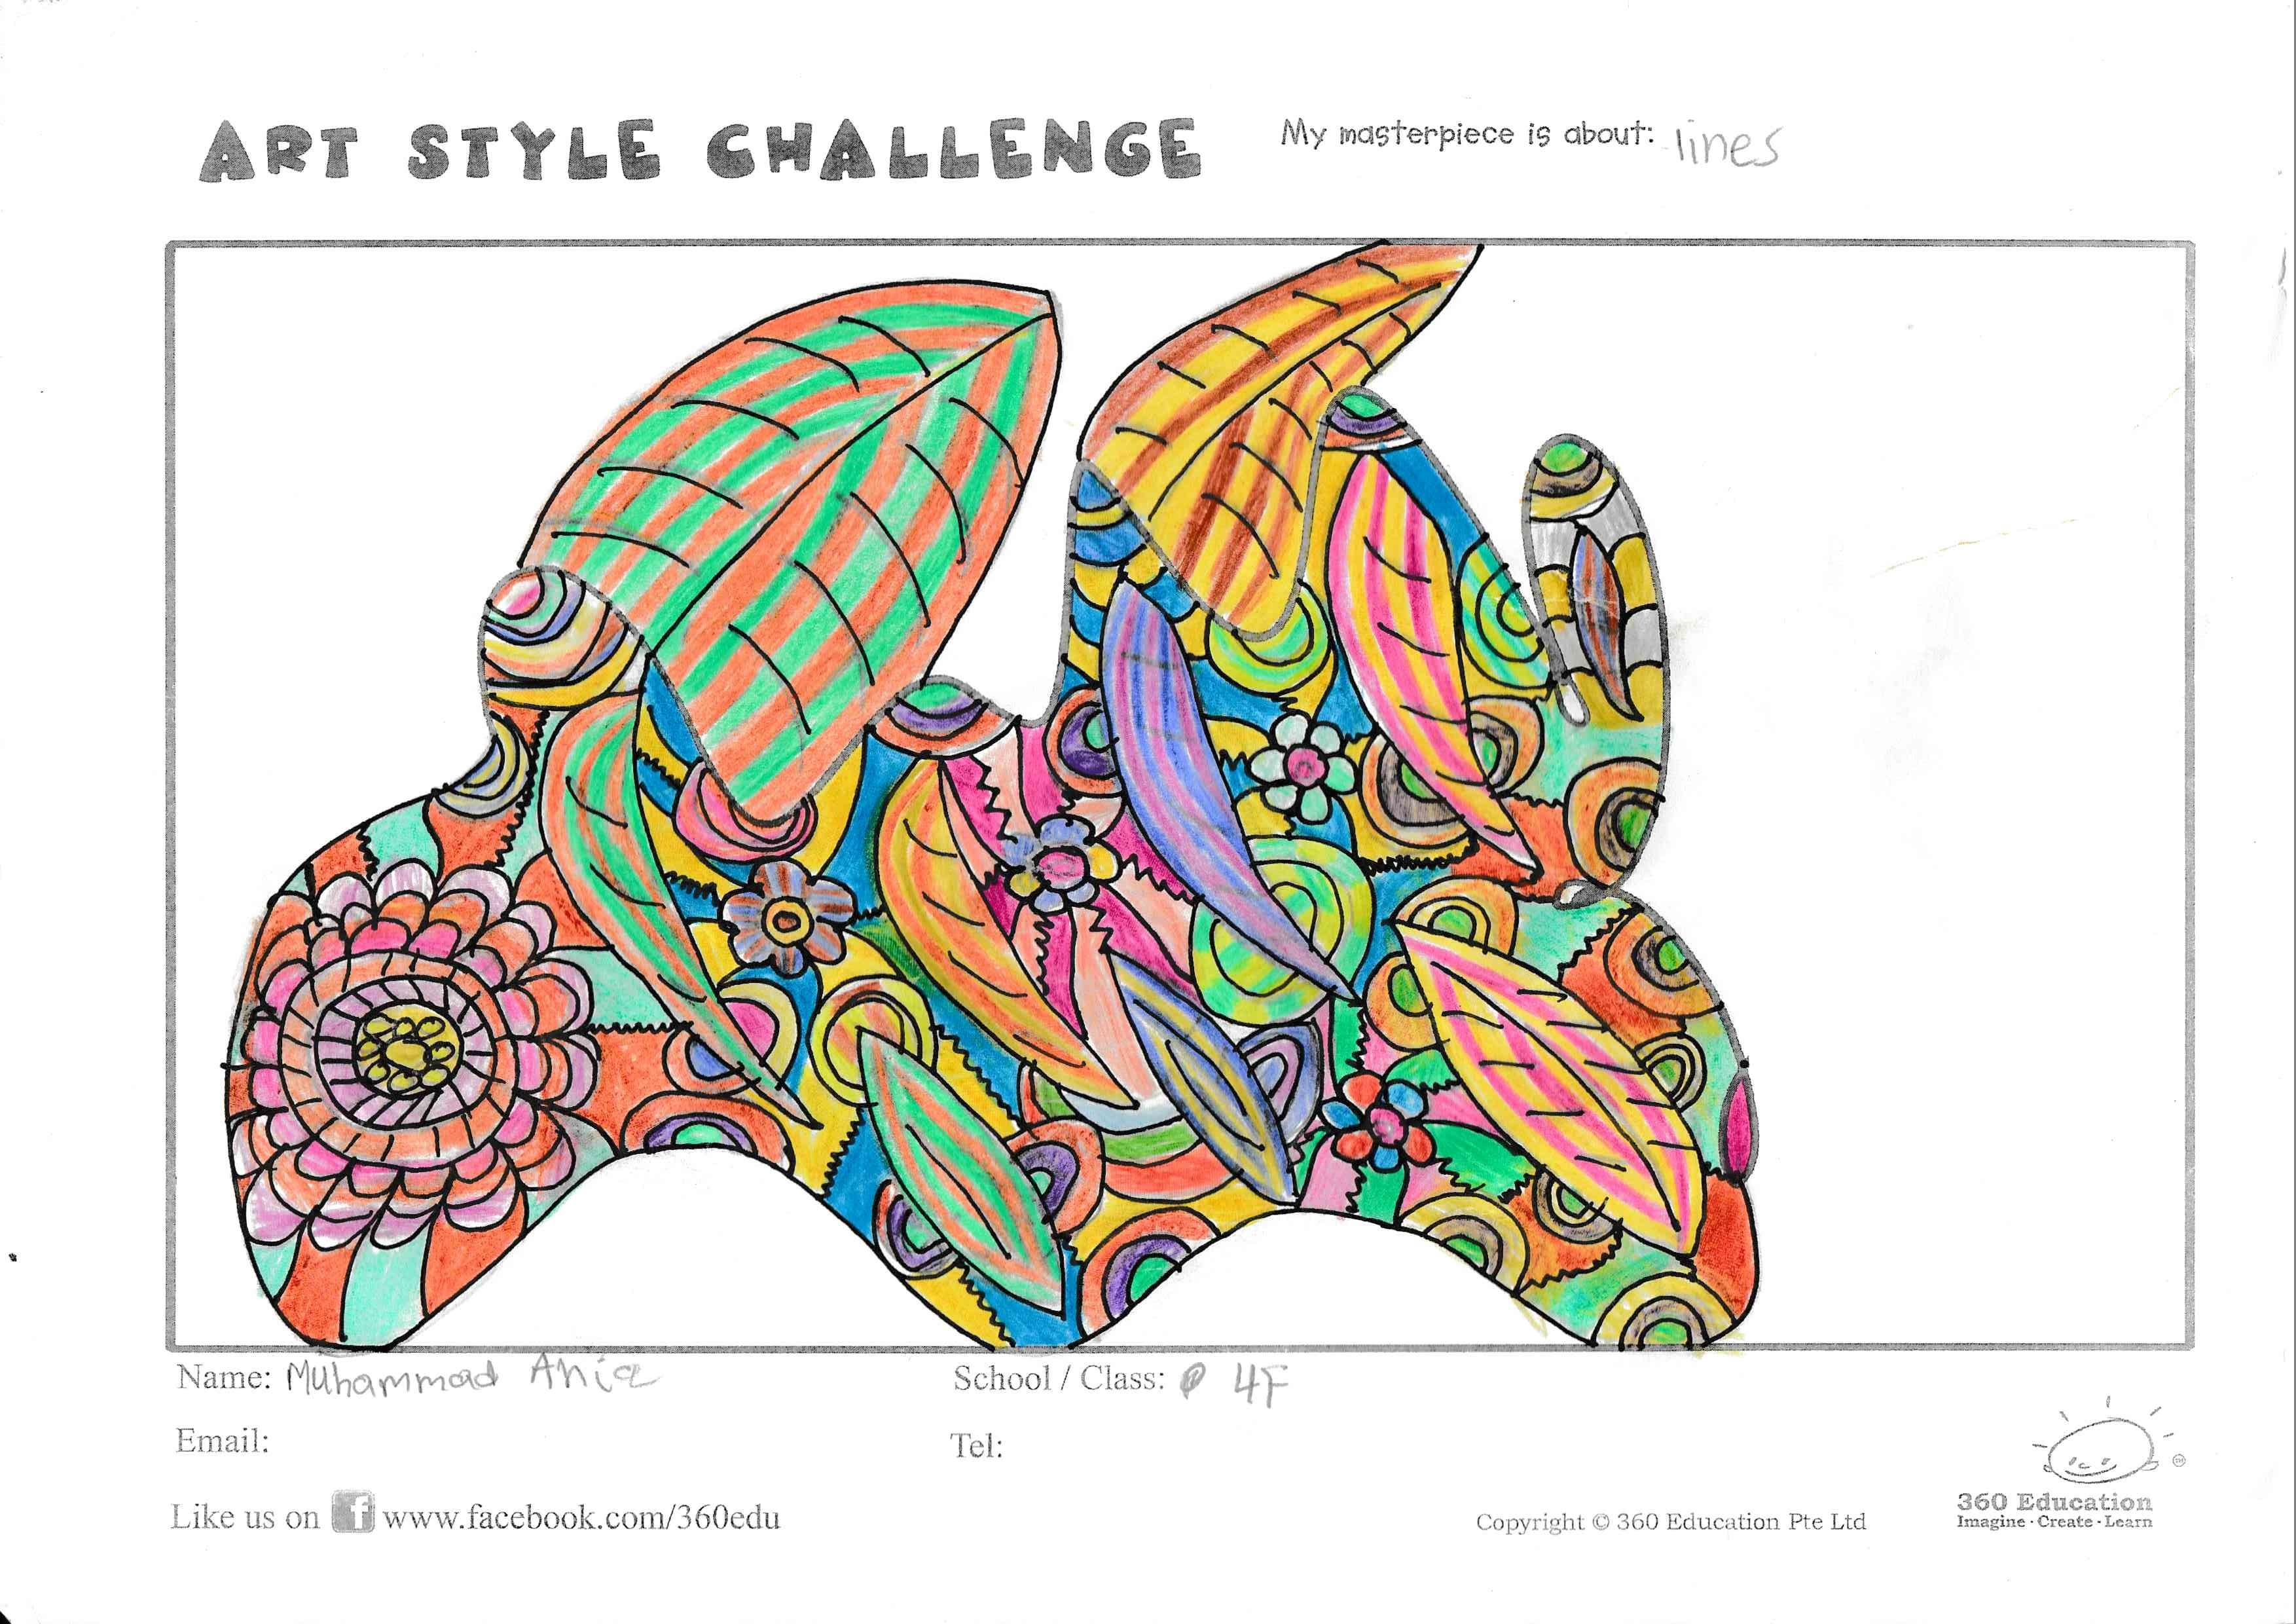 ART STYLE CHALLENGE
My masterpiece is about: lines
Name: Muhammad Aniq
School / Class: 4F
Email:
Tel:
Like us on f www.facebook.com/360edu
Copyright © 360 Education Pte Ltd
360 Education
Imagine · Create · Learn
SM